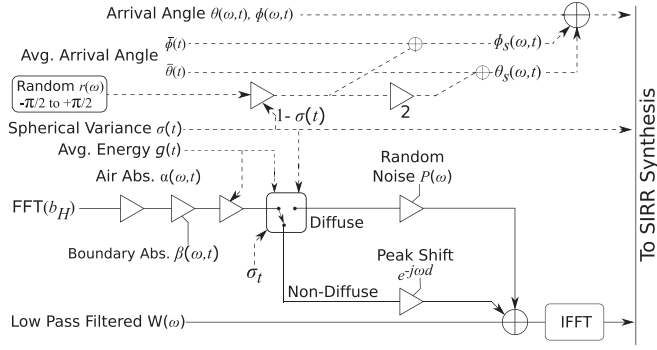 Arrival Angle θ(ω,t), ϕ(ω,t)
Avg. Arrival Angle
ϕ̄(t)
ϕs(ω,t)
θ̄(t)
θs(ω,t)
Random r(ω)
-π/2 to +π/2
2
1- σ(t)
Spherical Variance σ(t)
Avg. Energy g(t)
Air Abs. α(ω,t)
Random
Noise P(ω)
FFT(bH)
Diffuse
Boundary Abs. β(ω,t)
σt
Peak Shift
e-jωd
Non-Diffuse
Low Pass Filtered W(ω)
IFFT
To SIRR Synthesis